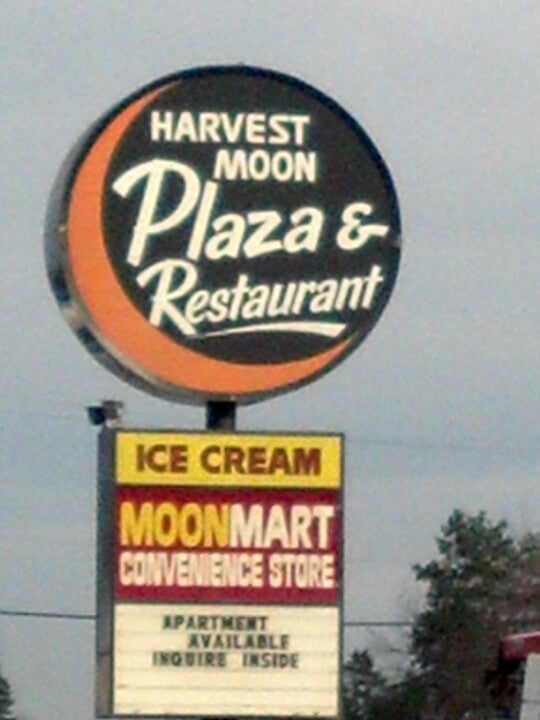 HARVEST
MOON
Plaza &
Restaurant
ICE CREAM
MOONMART
CONVENIENCE STORE
APARTMENT
AVAILABLE
INQUIRE INSIDE